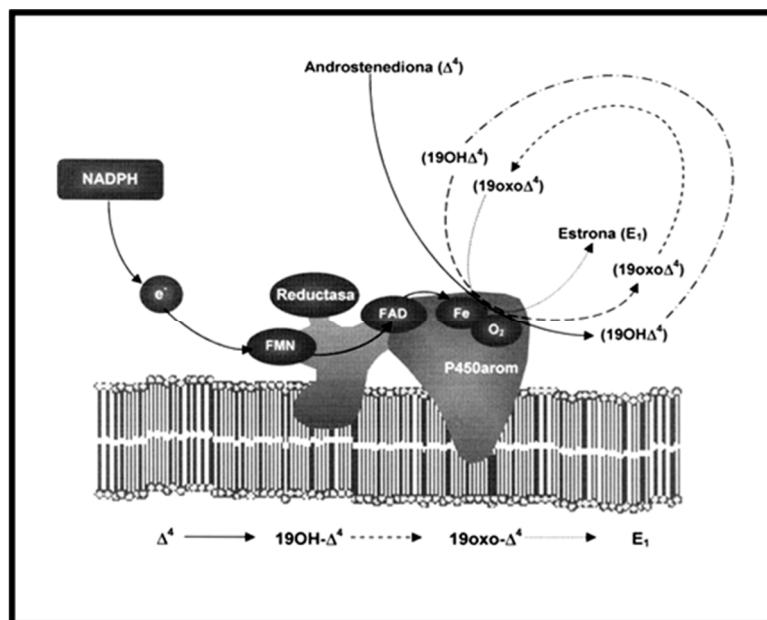 Androstenediona (Δ⁴)
(19OHΔ⁴)
(19oxoΔ⁴)
NADPH
Estrona (E₁)
(19oxoΔ⁴)
e⁻
Reductasa
FAD
Fe
O₂
(19OHΔ⁴)
FMN
P450arom
Δ⁴ 19OH-Δ⁴ 19oxo-Δ⁴ E₁